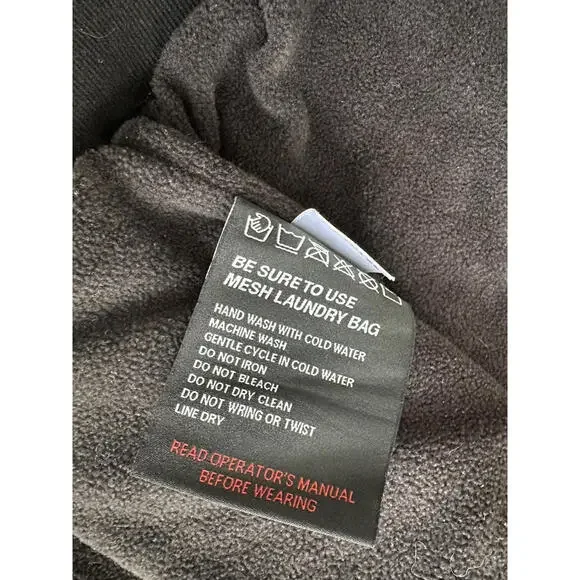 BE SURE TO USE
MESH LAUNDRY BAG
HAND WASH WITH COLD WATER
MACHINE WASH
GENTLE CYCLE IN COLD WATER
DO NOT IRON
DO NOT BLEACH
DO NOT DRY CLEAN
DO NOT WRING OR TWIST
LINE DRY
READ OPERATOR'S MANUAL
BEFORE WEARING